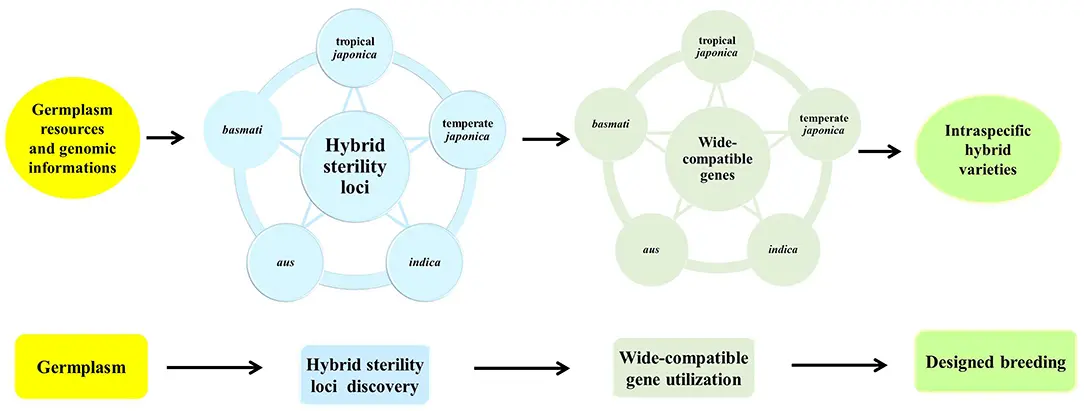 Germplasm
resources
and genomic
informations
tropical
japonica
basmati
temperate
japonica
Hybrid
sterility
loci
aus
indica
tropical
japonica
basmati
temperate
japonica
Wide-
compatible
genes
aus
indica
Intraspecific
hybrid
varieties
Germplasm
Hybrid sterility
loci discovery
Wide-compatible
gene utilization
Designed breeding